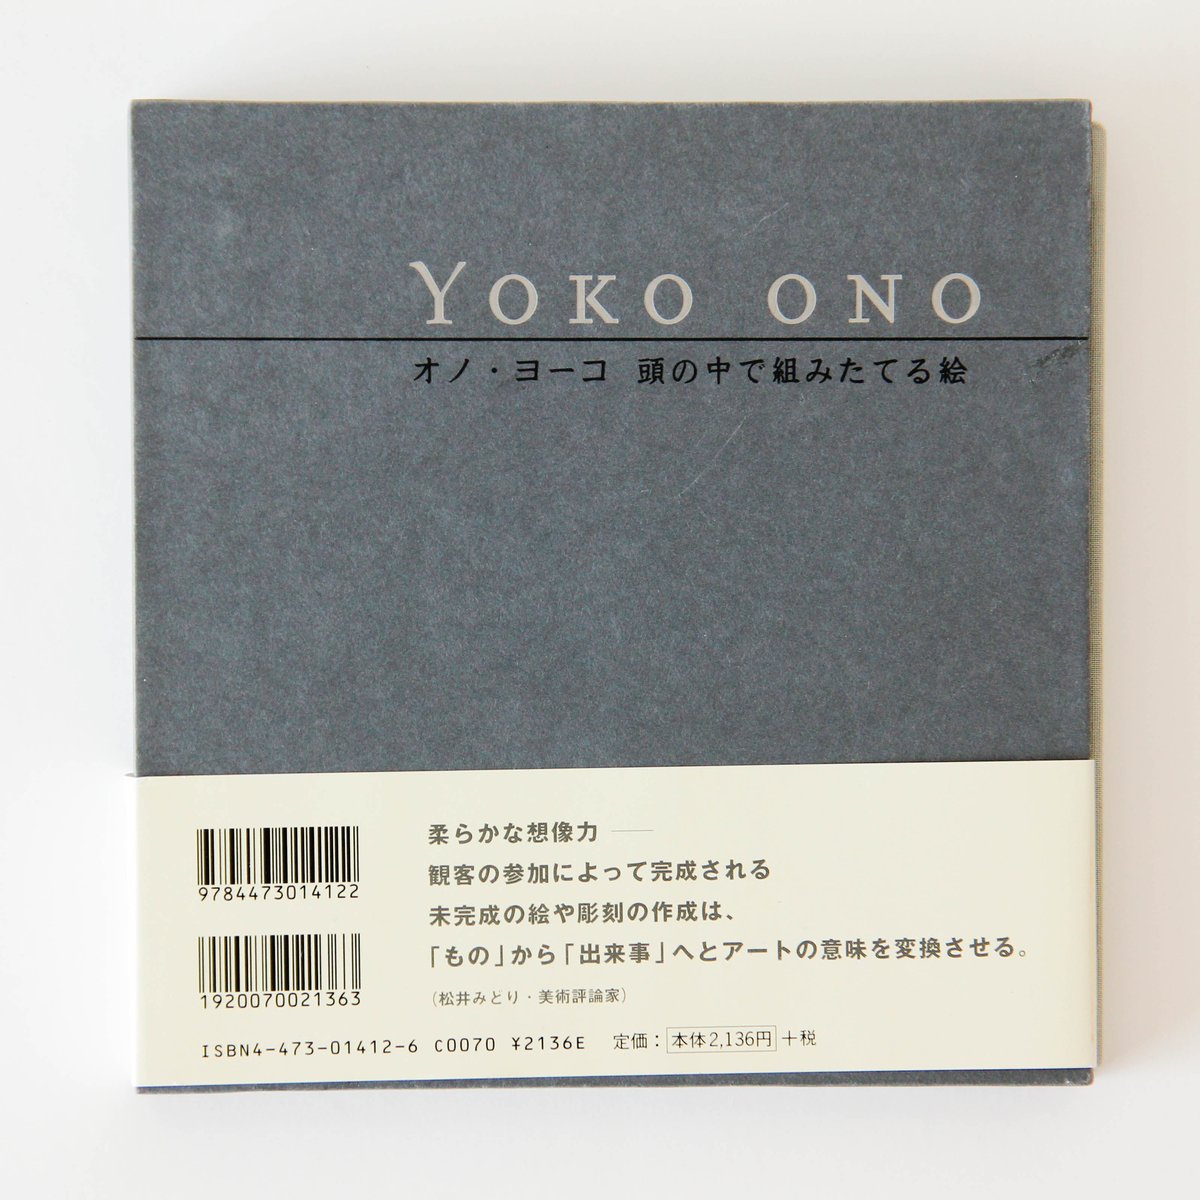 YOKO ONO
オノ・ヨーコ 頭の中で組みたてる絵
柔らかな想像力 ——
観客の参加によって完成される
未完成の絵や彫刻の作成は、
「もの」から「出来事」へとアートの意味を変換させる。
(松井みどり・美術評論家)
9784473014122
1920070021363
ISBN4-473-01412-6 C0070 ¥2136E 定価：本体2,136円＋税